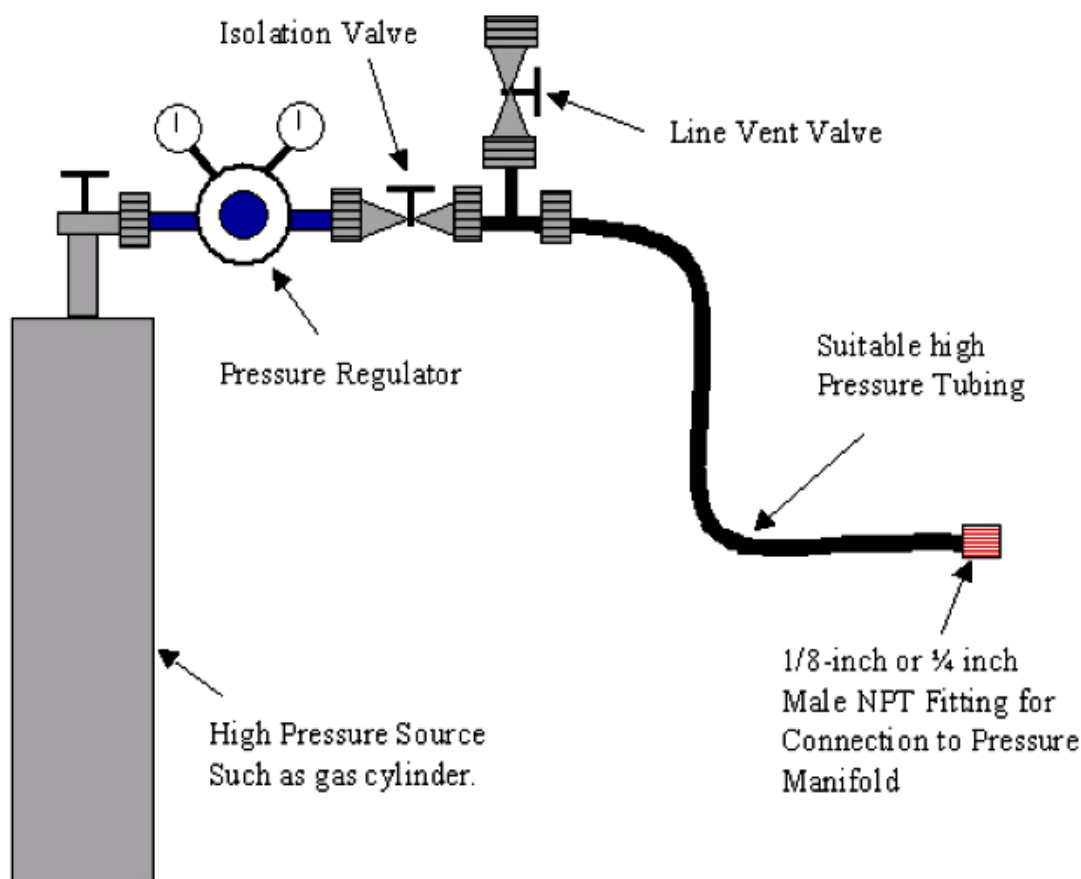 Isolation Valve
Line Vent Valve
Pressure Regulator
Suitable high
Pressure Tubing
1/8-inch or ¼ inch
Male NPT Fitting for
Connection to Pressure
Manifold
High Pressure Source
Such as gas cylinder.